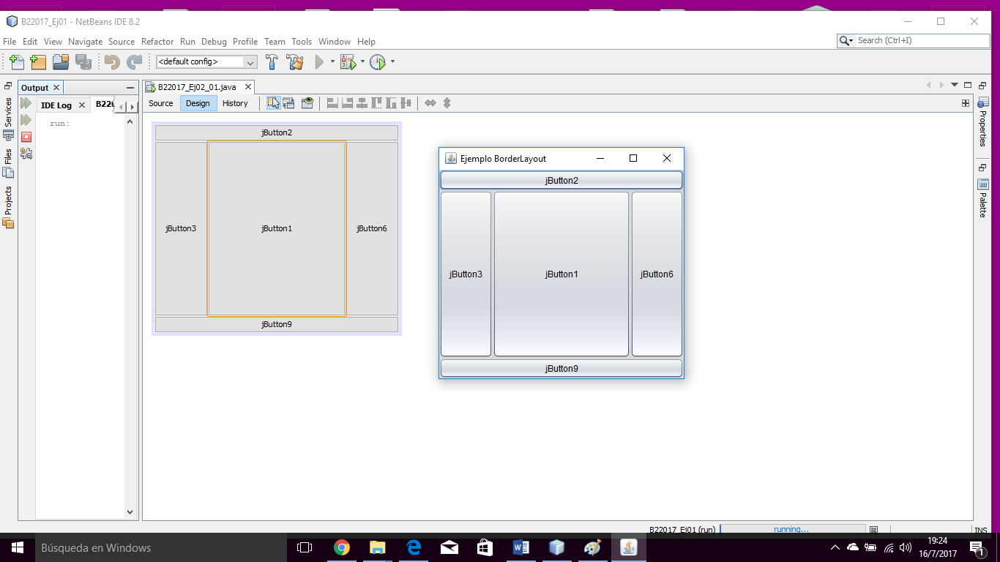 B22017_Ej01 - NetBeans IDE 8.2
File Edit View Navigate Source Refactor Run Debug Profile Team Tools Window Help
Search (Ctrl+I)
<default config>
Output
B22017_Ej02_01.java
IDE Log
B220
Source Design History
run:
Services
Files
Projects
Properties
Palette
jButton2
jButton3
jButton1
jButton6
jButton9
Ejemplo BorderLayout
jButton2
jButton3
jButton1
jButton6
jButton9
B22017_Ej01 (run)
running...
INS
Búsqueda en Windows
19:24
16/7/2017
1